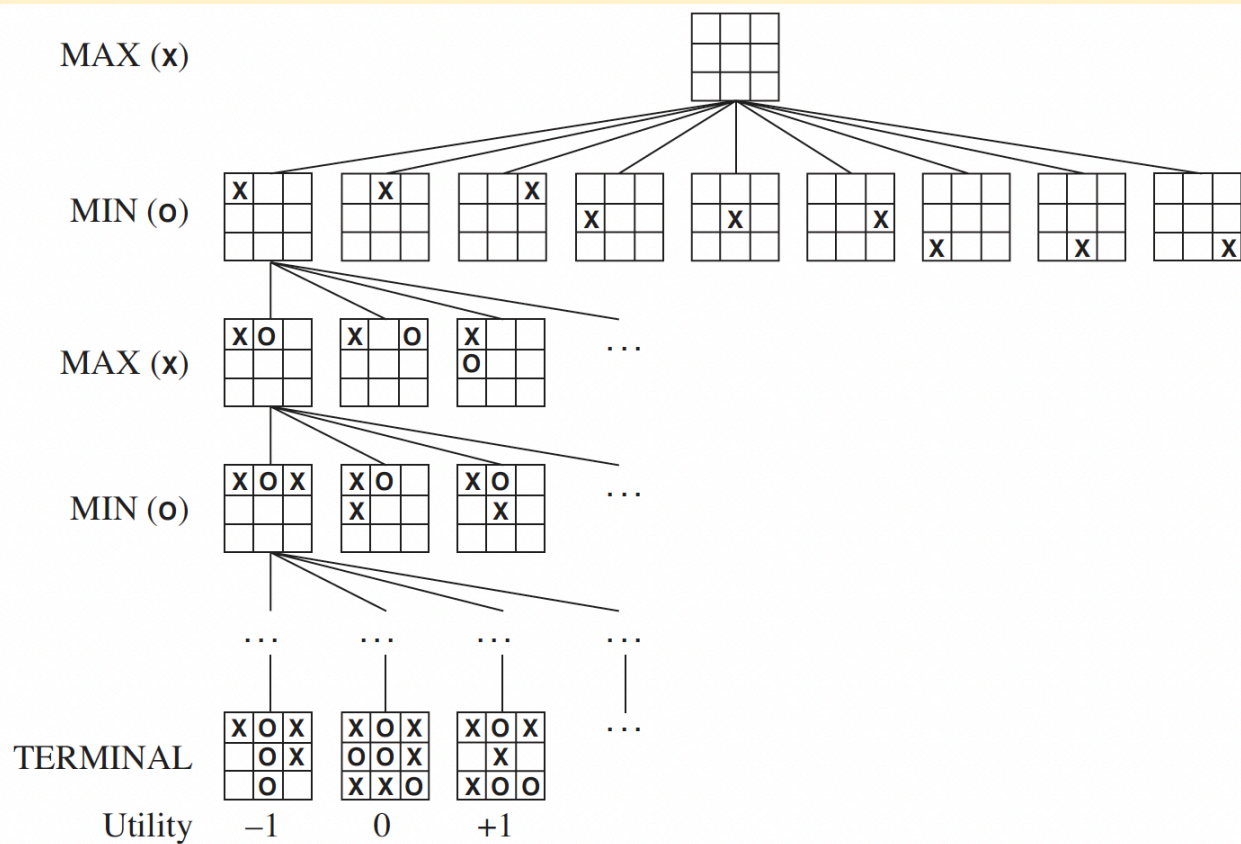 MAX (X)
X X X X X X X X X
MIN (O)
X O X O X
MAX (X)
O
...
X O X X O X O
MIN (O)
X X
...
... ... ... ...
X O X X O X X O X
...
TERMINAL
O X O O X X
O X X O X O O
Utility –1 0 +1